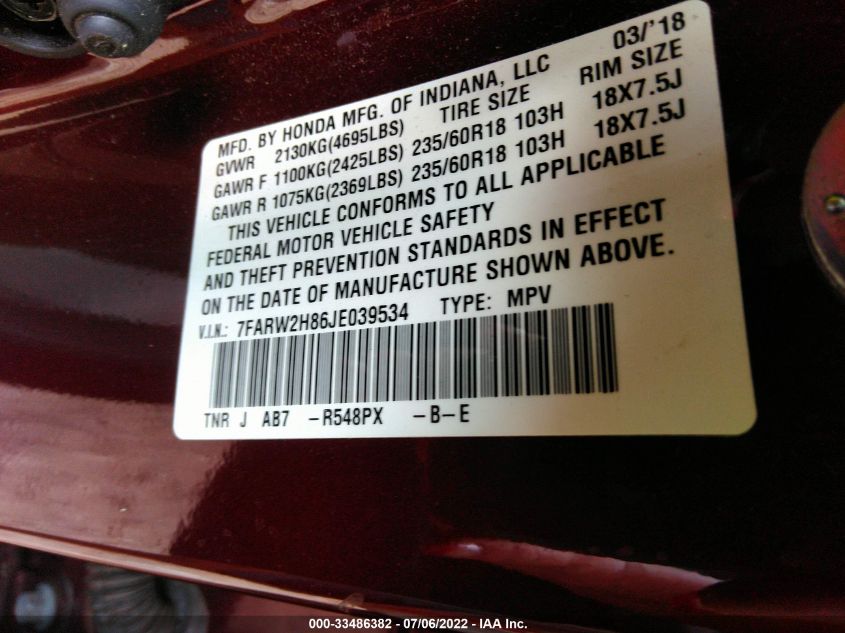 MFD. BY HONDA MFG. OF INDIANA, LLC 03/'18
GVWR 2130KG(4695LBS) TIRE SIZE RIM SIZE
GAWR F 1100KG(2425LBS) 235/60R18 103H 18X7.5J
GAWR R 1075KG(2369LBS) 235/60R18 103H 18X7.5J
THIS VEHICLE CONFORMS TO ALL APPLICABLE
FEDERAL MOTOR VEHICLE SAFETY
AND THEFT PREVENTION STANDARDS IN EFFECT
ON THE DATE OF MANUFACTURE SHOWN ABOVE.
V.I.N.: 7FARW2H86JE039534 TYPE: MPV
TNR J AB7 -R548PX -B-E
000-33486382 - 07/06/2022 - IAA Inc.